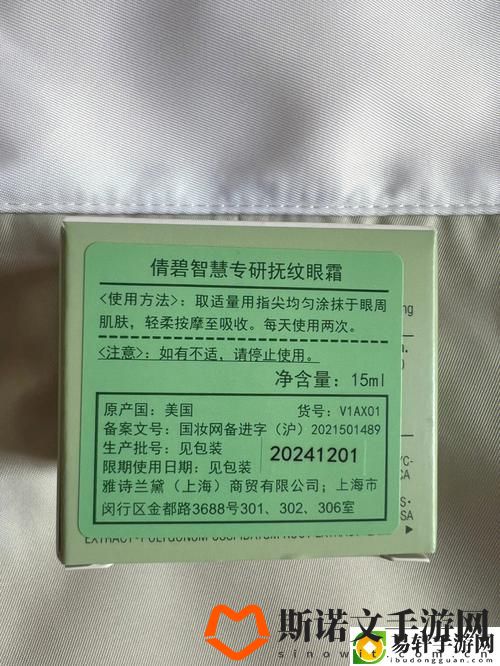 倩碧智慧专研抚纹眼霜
<使用方法>: 取适量用指尖均匀涂抹于眼周
肌肤，轻柔按摩至吸收。每天使用两次。
<注意>: 如有不适，请停止使用。
净含量: 15ml
原产国: 美国 货号: V1AX01
备案文号: 国妆网备进字（沪）2021501489
生产批号: 见包装
限期使用日期: 见包装
20241201
雅诗兰黛（上海）商贸有限公司；上海市
闵行区金都路3688号301、302、306室
斯诺文手游网
sinowit.com
易轩手游网
ibudongguan.com